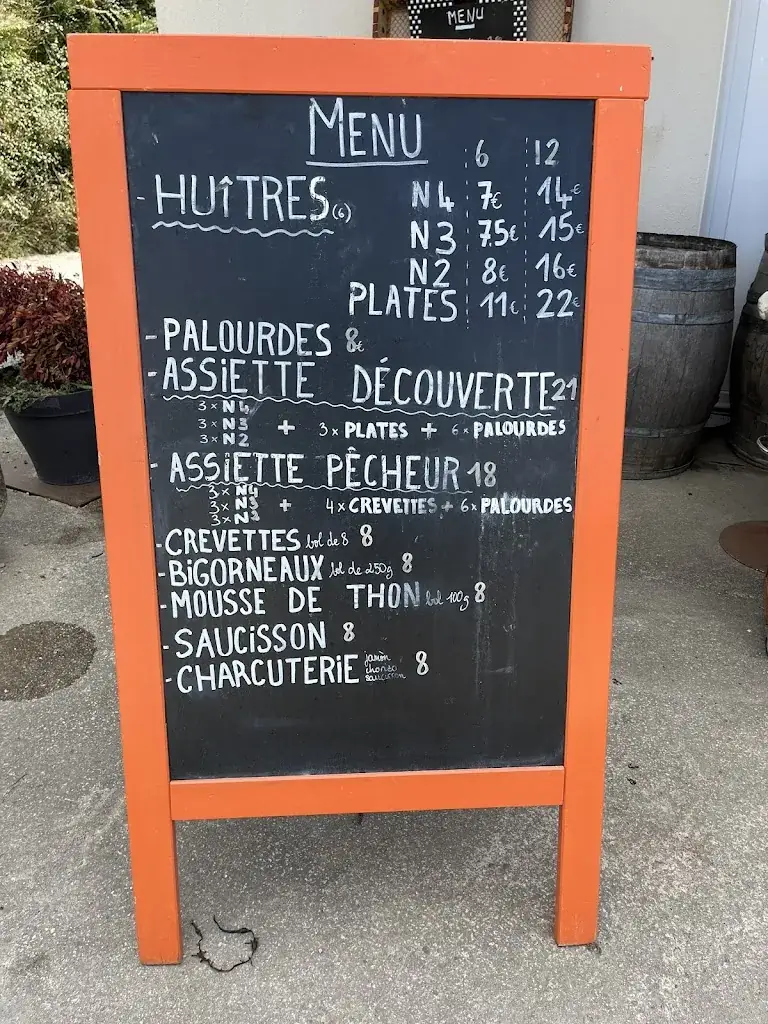 MENU
MENU
6 12
- HUîTRES (6) N4 7€ 14€
N3 7.5€ 15€
N2 8€ 16€
PLATES 11€ 22€
- PALOURDES 8€
- ASSiETTE DÉCOUVERTE 21
3 x N4
3 x N3 + 3 x PLATES + 6 x PALOURDES
3 x N2
- ASSiETTE PÊCHEUR 18
3 x N4
3 x N3 + 4 x CREVETTES + 6 x PALOURDES
3 x N2
- CREVETTES bol de 8 8
- BiGORNEAUX bol de 250g 8
- MOUSSE DE THON bol 100g 8
- SAUCiSSON 8
- CHARCUTERiE jambon chorizo saucisson 8